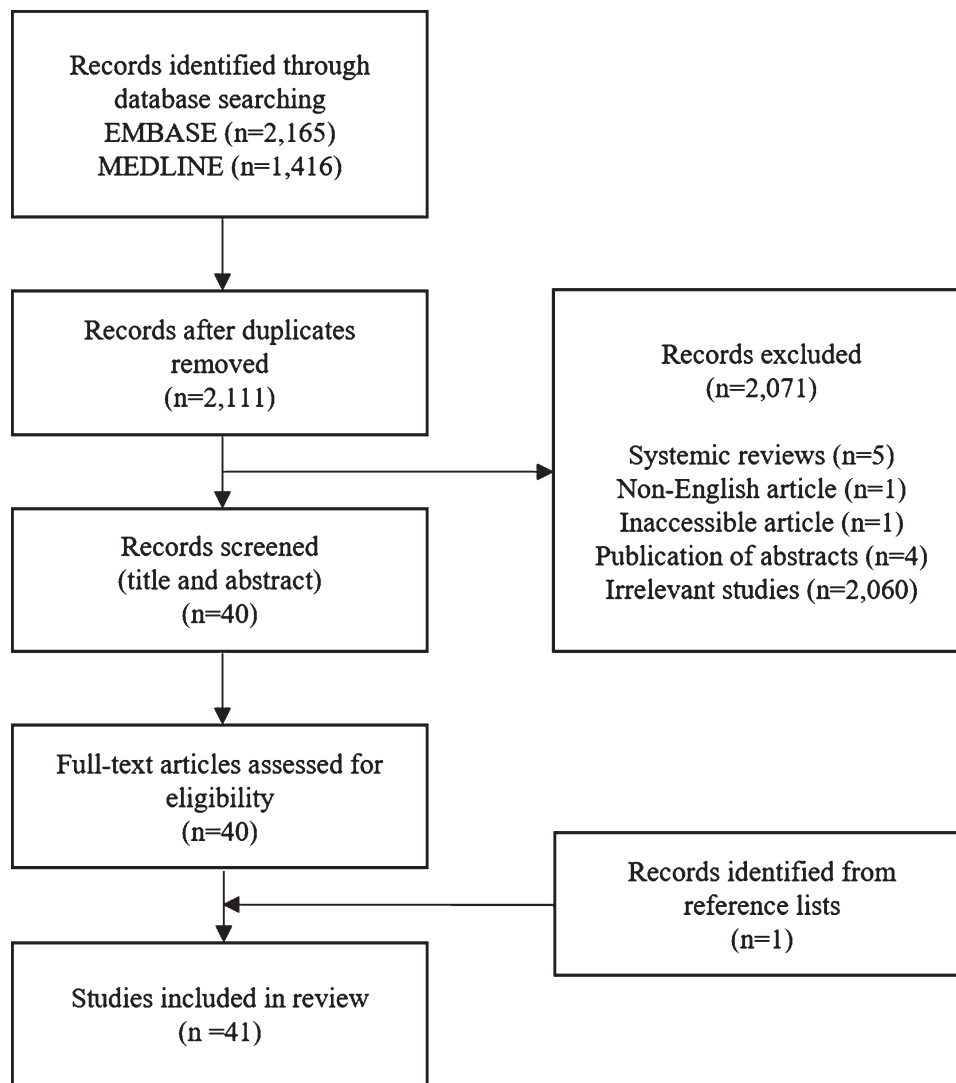 Records identified through
database searching
EMBASE (n=2,165)
MEDLINE (n=1,416)
Records after duplicates
removed
(n=2,111)
Records excluded
(n=2,071)
Systemic reviews (n=5)
Non-English article (n=1)
Inaccessible article (n=1)
Publication of abstracts (n=4)
Irrelevant studies (n=2,060)
Records screened
(title and abstract)
(n=40)
Full-text articles assessed for
eligibility
(n=40)
Records identified from
reference lists
(n=1)
Studies included in review
(n =41)